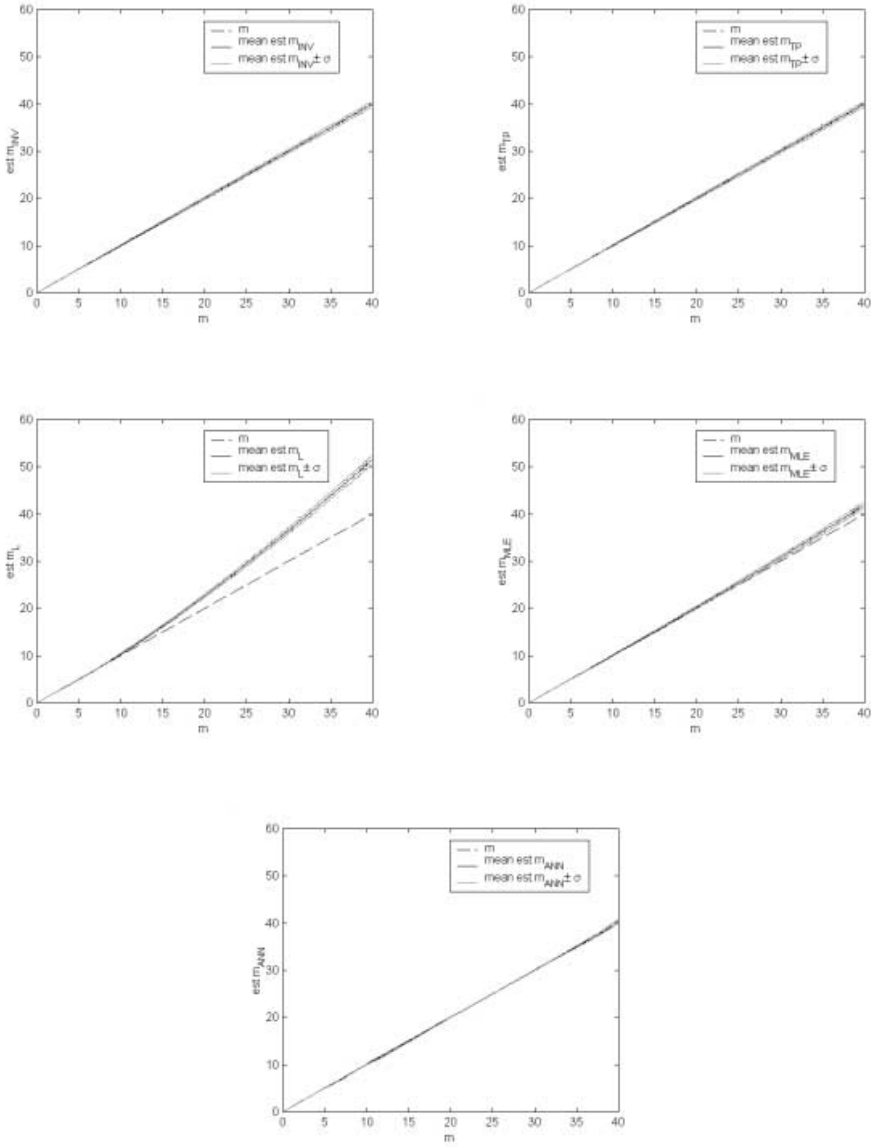 60
50
40
30
20
10
0
est m_INV
m
mean est m_INV
mean est m_INV ± σ
0 5 10 15 20 25 30 35 40
m
60
50
40
30
20
10
0
est m_TP
m
mean est m_TP
mean est m_TP ± σ
0 5 10 15 20 25 30 35 40
m
60
50
40
30
20
10
0
est m_L
m
mean est m_L
mean est m_L ± σ
0 5 10 15 20 25 30 35 40
m
60
50
40
30
20
10
0
est m_MLE
m
mean est m_MLE
mean est m_MLE ± σ
0 5 10 15 20 25 30 35 40
m
60
50
40
30
20
10
0
est m_ANN
m
mean est m_ANN
mean est m_ANN ± σ
0 5 10 15 20 25 30 35 40
m